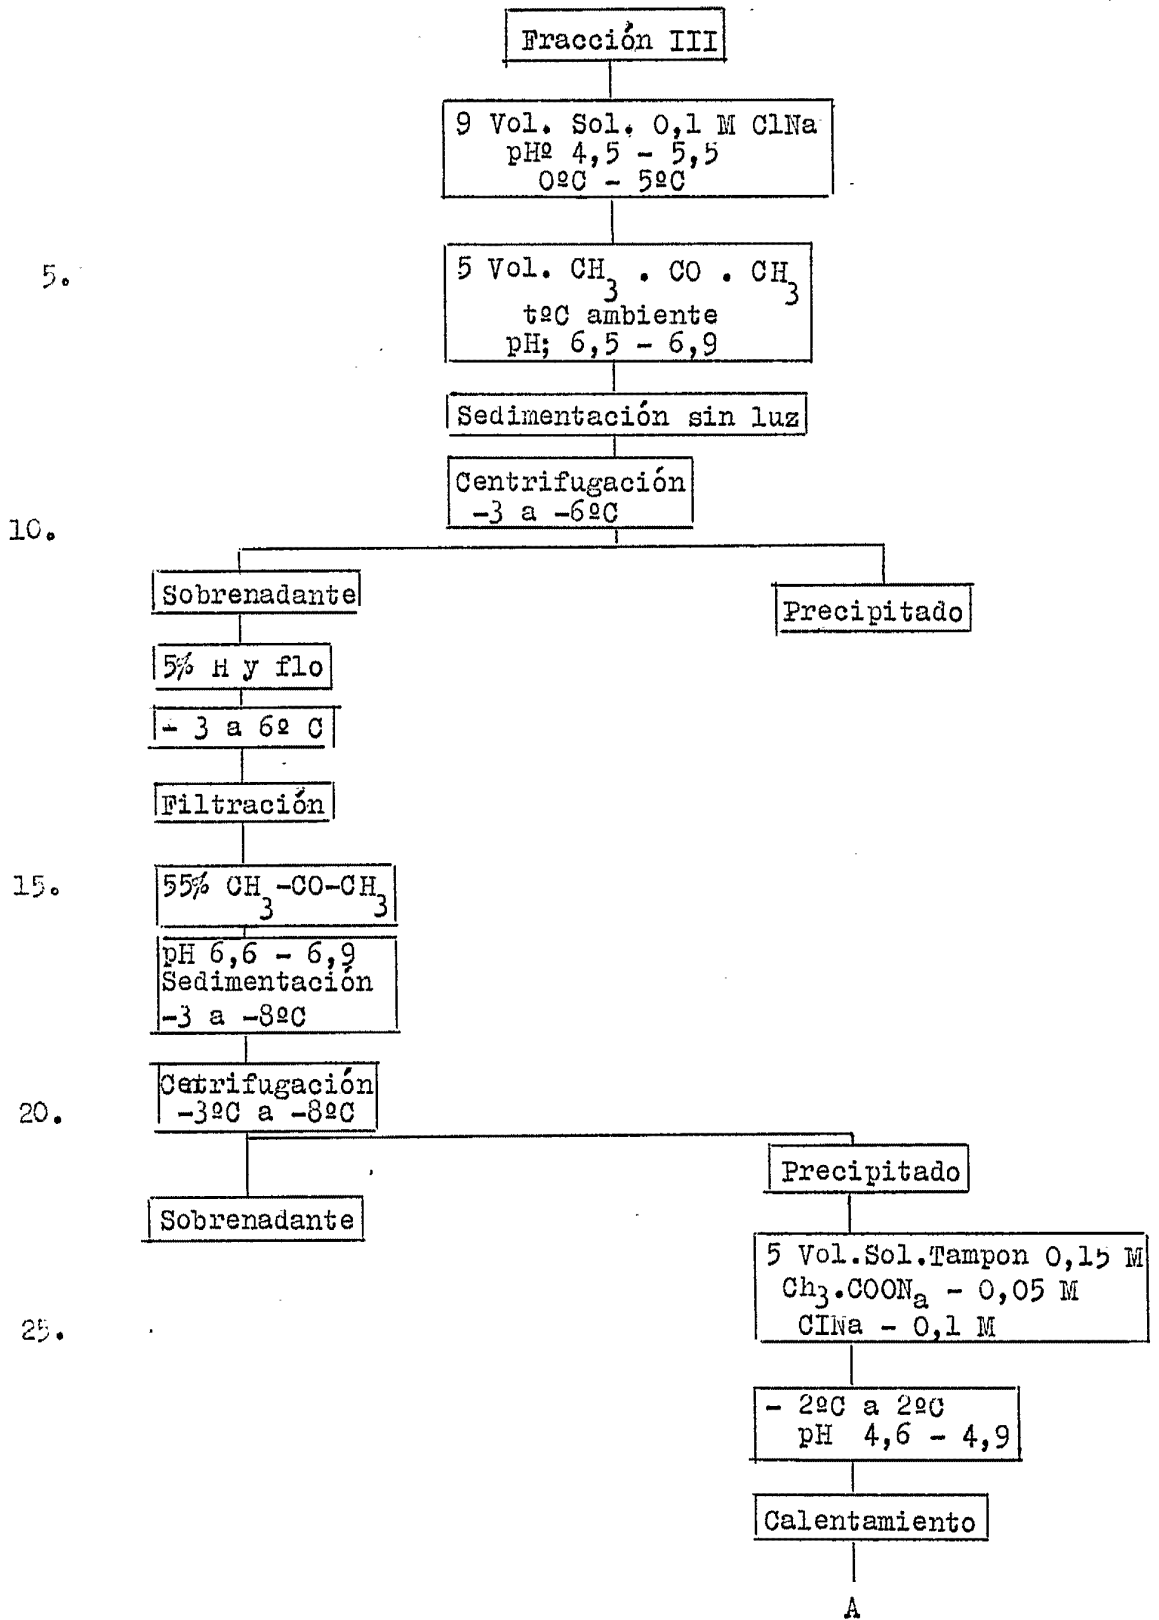 Fracción III
9 Vol. Sol. 0,1 M ClNa
pHº 4,5 - 5,5
0ºC - 5ºC
5.
5 Vol. CH3 . CO . CH3
tºC ambiente
pH; 6,5 - 6,9
Sedimentación sin luz
Centrifugación
-3 a -6ºC
10.
Sobrenadante
Precipitado
5% H y flo
- 3 a 6º C
Filtración
15.
55% CH3-CO-CH3
pH 6,6 - 6,9
Sedimentación
-3 a -8ºC
Cetrifugación
-3ºC a -8ºC
20.
Precipitado
Sobrenadante
5 Vol.Sol.Tampon 0,15 M
Ch3.COONa - 0,05 M
CINa - 0,1 M
25.
- 2ºC a 2ºC
pH 4,6 - 4,9
Calentamiento
A